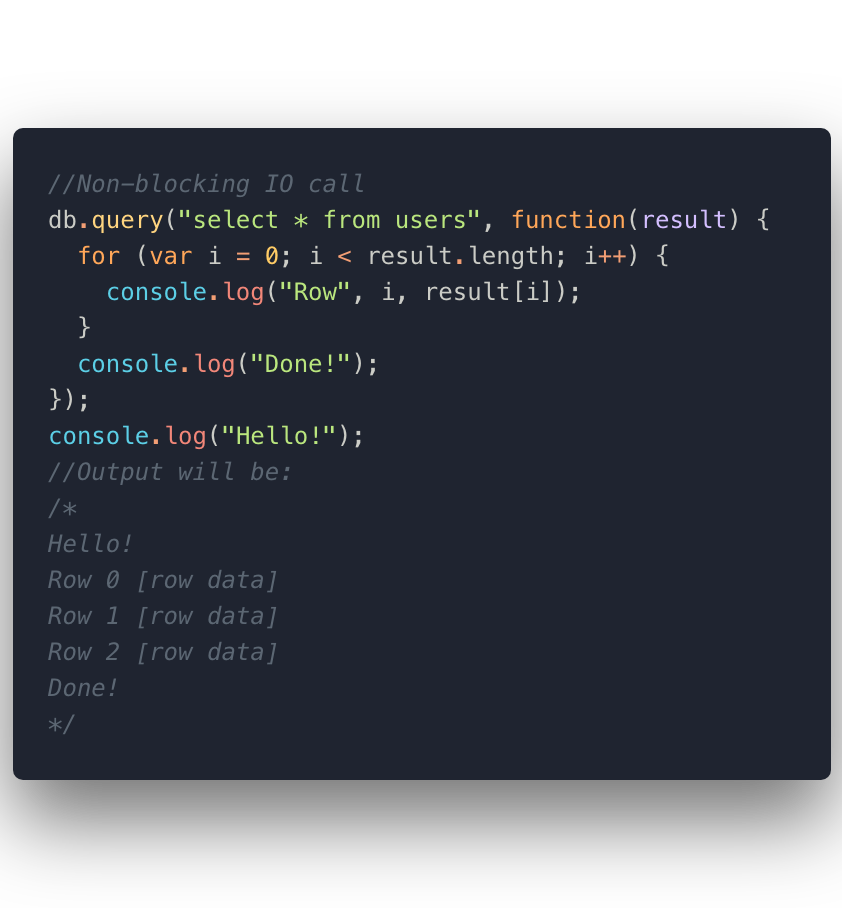 //Non-blocking IO call
db.query("select * from users", function(result) {
  for (var i = 0; i < result.length; i++) {
    console.log("Row", i, result[i]);
  }
  console.log("Done!");
});
console.log("Hello!");
//Output will be:
/*
Hello!
Row 0 [row data]
Row 1 [row data]
Row 2 [row data]
Done!
*/